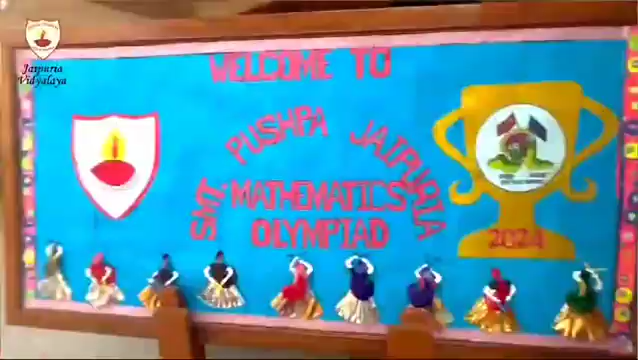 Jaipuria
Vidyalaya
WELCOME TO
SMT. PUSHPA JAIPURIA
MATHEMATICS
OLYMPIAD
2024